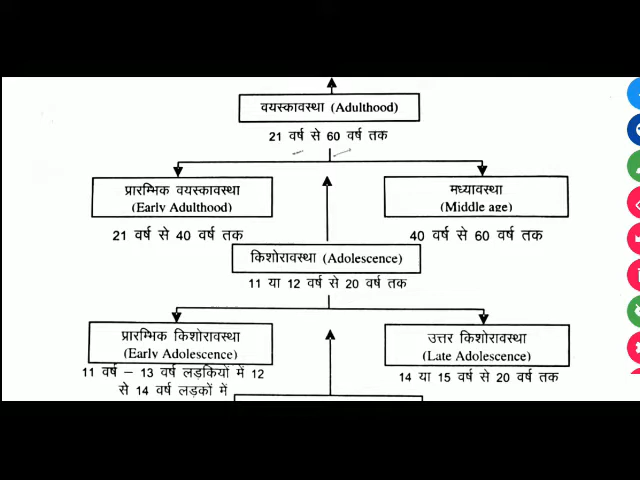 वयस्कावस्था (Adulthood)
21 वर्ष से 60 वर्ष तक
प्रारम्भिक वयस्कावस्था
(Early Adulthood)
21 वर्ष से 40 वर्ष तक
मध्यावस्था
(Middle age)
40 वर्ष से 60 वर्ष तक
किशोरावस्था (Adolescence)
11 या 12 वर्ष से 20 वर्ष तक
प्रारम्भिक किशोरावस्था
(Early Adolescence)
11 वर्ष – 13 वर्ष लड़कियों में 12
से 14 वर्ष लड़कों में
उत्तर किशोरावस्था
(Late Adolescence)
14 या 15 वर्ष से 20 वर्ष तक